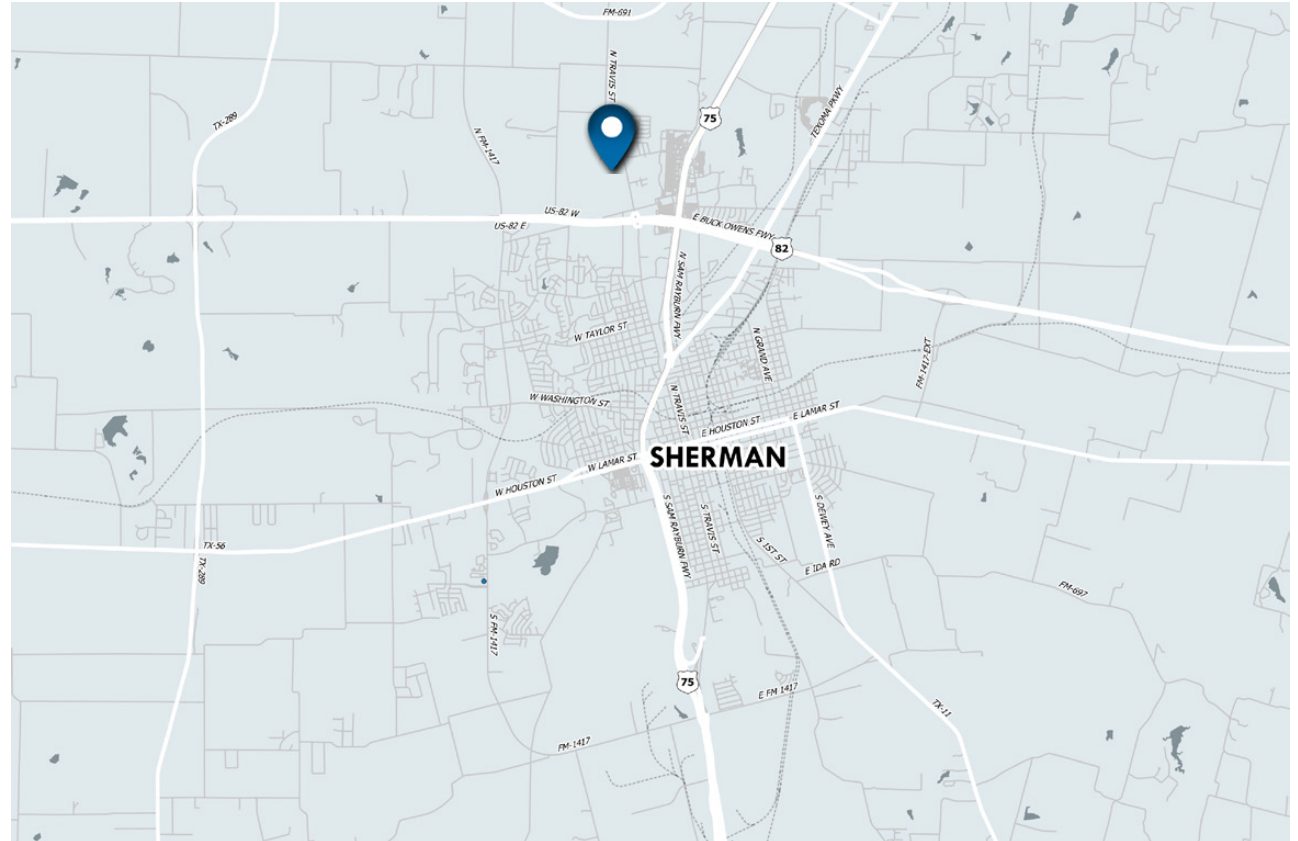 FM-691
N TRAVIS ST
TX-289
75
TEXOMA PKWY
N FM-1417
US-82 W
US-82 E
E BUCK OWENS FWY
82
N SAM RAYBURN FWY
W TAYLOR ST
N GRAND AVE
FM-1417-EXT
W WASHINGTON ST
N TRAVIS ST
E HOUSTON ST
E LAMAR ST
SHERMAN
W LAMAR ST
W HOUSTON ST
S SAM RAYBURN FWY
S TRAVIS ST
S DEWEY AVE
TX-56
TX-289
S 1ST ST
E IDA RD
FM-697
S FM-1417
75
E FM 1417
TX-11
FM-1417